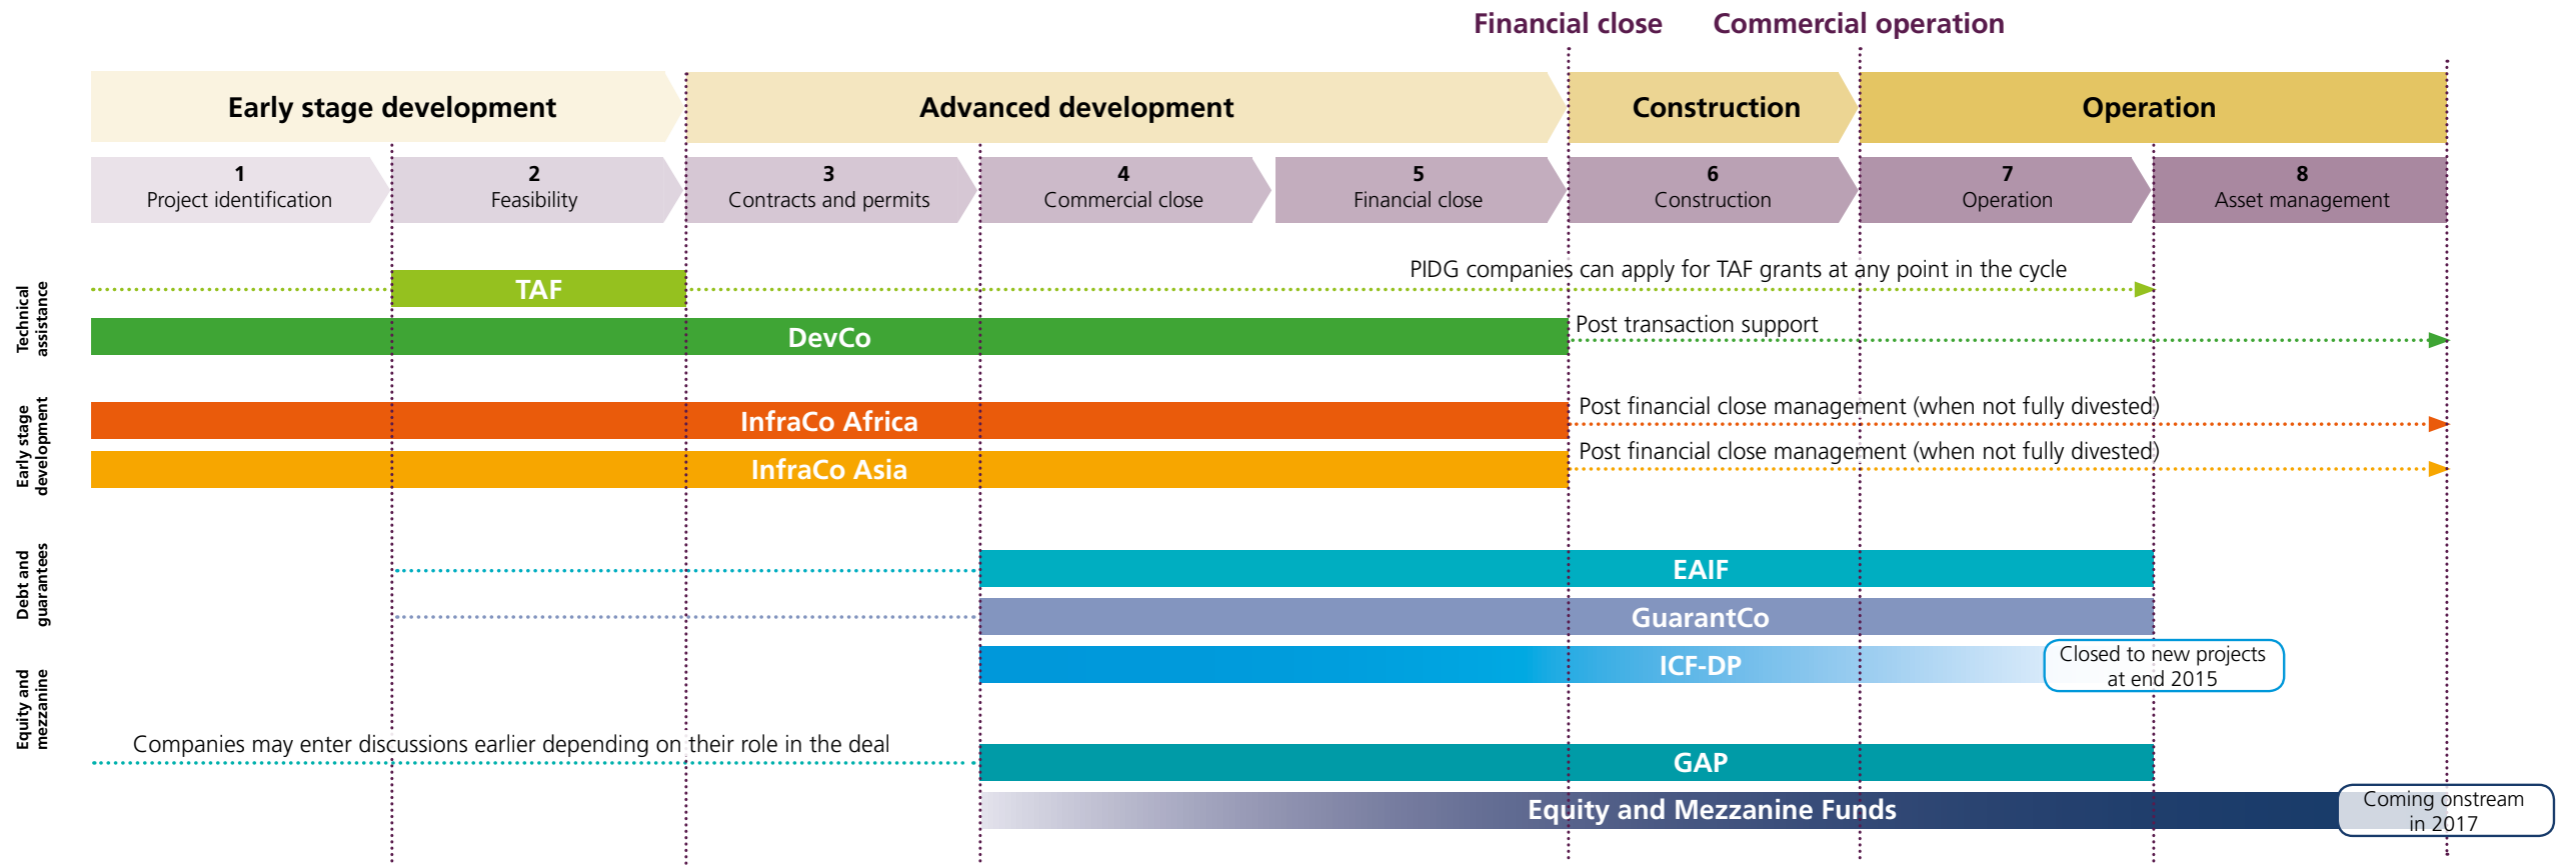 Financial close
Commercial operation
Early stage development
Advanced development
Construction
Operation
1
Project identification
2
Feasibility
3
Contracts and permits
4
Commercial close
5
Financial close
6
Construction
7
Operation
8
Asset management
Technical
assistance
PIDG companies can apply for TAF grants at any point in the cycle
TAF
DevCo
Post transaction support
Early stage
development
InfraCo Africa
Post financial close management (when not fully divested)
InfraCo Asia
Post financial close management (when not fully divested)
Debt and
guarantees
EAIF
GuarantCo
ICF-DP
Closed to new projects
at end 2015
Equity and
mezzanine
Companies may enter discussions earlier depending on their role in the deal
GAP
Equity and Mezzanine Funds
Coming onstream
in 2017